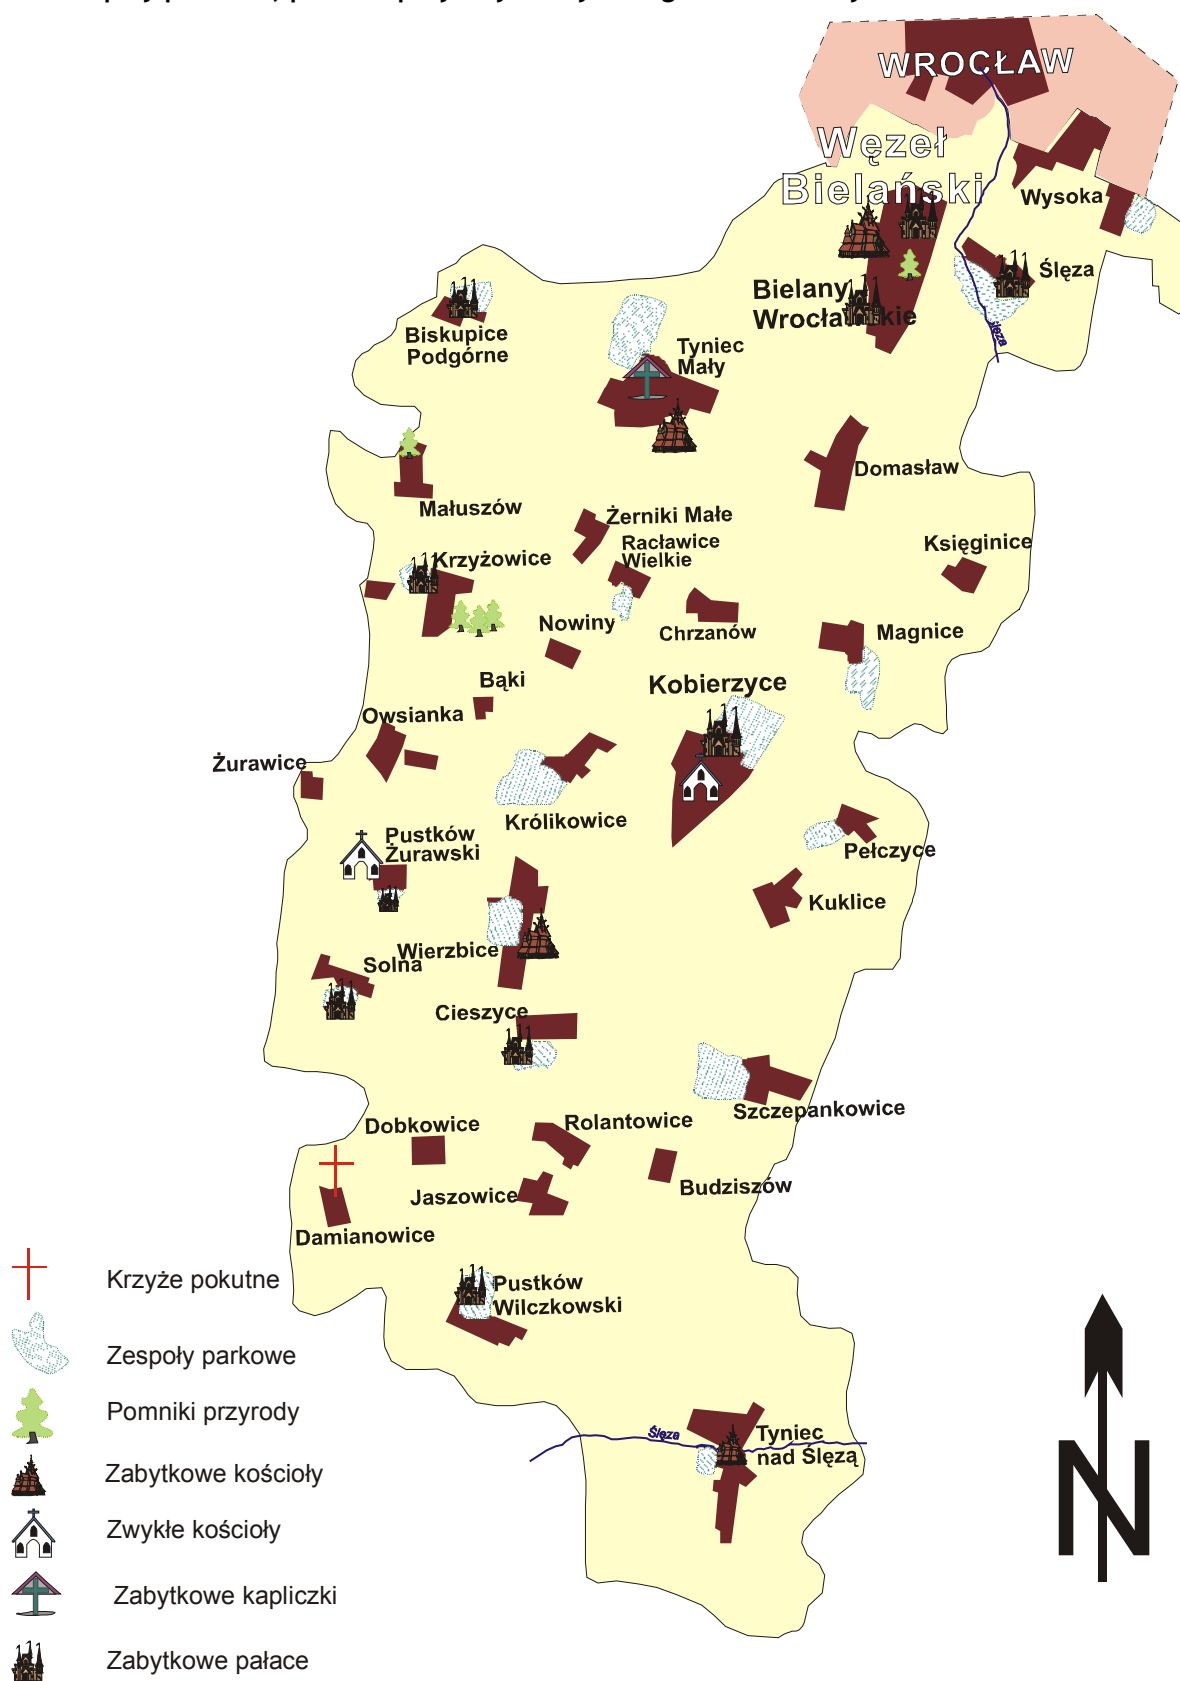 WROCŁAW
Węzeł
Bielański
Wysoka
Ślęza
Ślęza
Bielany
Wrocławskie
Biskupice
Podgórne
Tyniec
Mały
Domasław
Małuszów
Żerniki Małe
Racławice
Wielkie
Księginice
Krzyżowice
Nowiny
Chrzanów
Magnice
Bąki
Kobierzyce
Owsianka
Żurawice
Królikowice
Pustków
Żurawski
Pełczyce
Kuklice
Wierzbice
Solna
Cieszyce
Szczepankowice
Dobkowice
Rolantowice
Jaszowice
Budziszów
Damianowice
Pustków
Wilczkowski
Ślęza
Tyniec
nad Ślęzą
Krzyże pokutne
Zespoły parkowe
Pomniki przyrody
Zabytkowe kościoły
Zwykłe kościoły
Zabytkowe kapliczki
Zabytkowe pałace
N